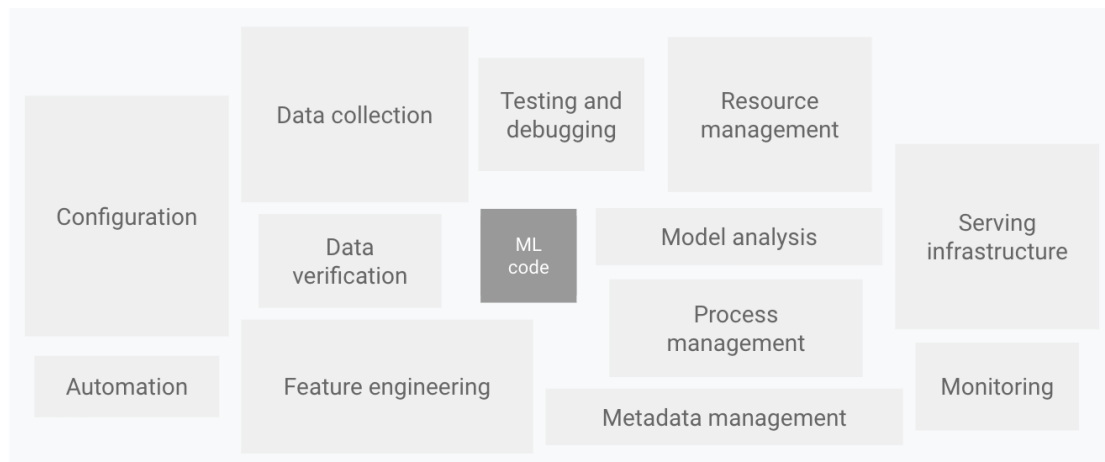 Data collection
Testing and
debugging
Resource
management
Configuration
Data
verification
ML
code
Model analysis
Serving
infrastructure
Process
management
Automation
Feature engineering
Metadata management
Monitoring